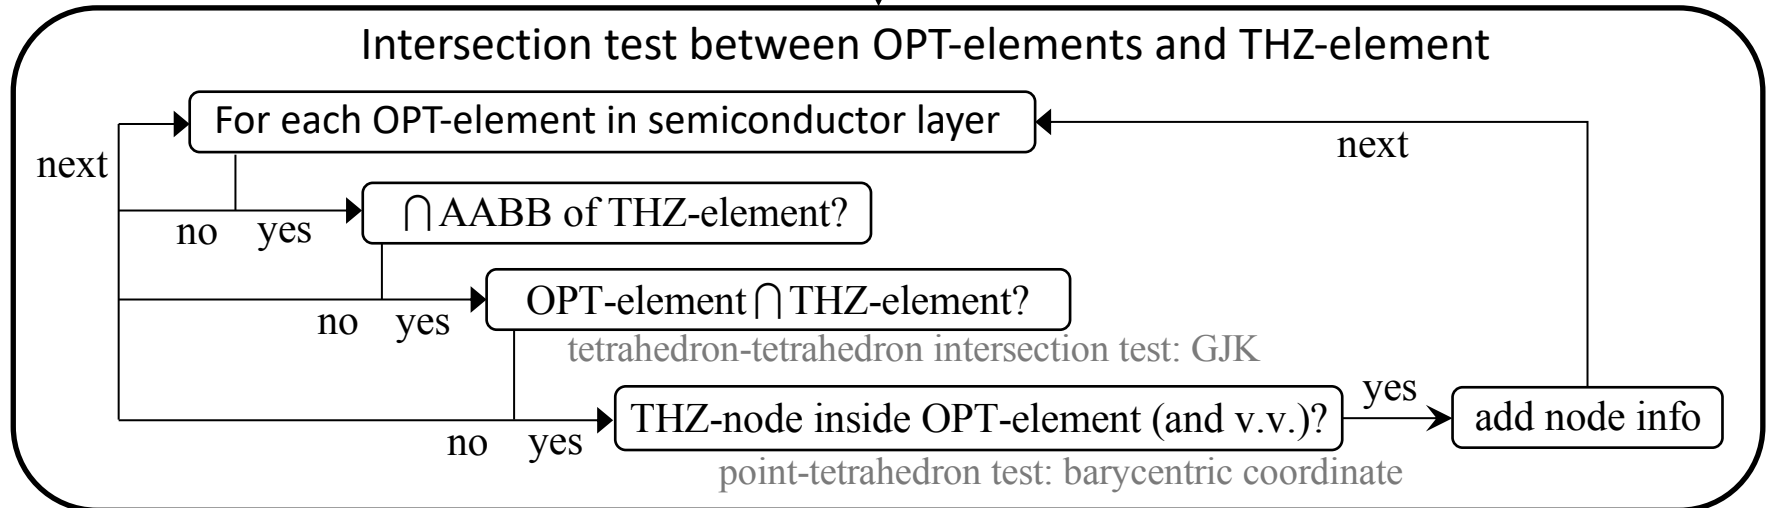 Intersection test between OPT-elements and THZ-element
For each OPT-element in semiconductor layer
next
next
⋂ AABB of THZ-element?
no yes
OPT-element ⋂ THZ-element?
no yes
tetrahedron-tetrahedron intersection test: GJK
THZ-node inside OPT-element (and v.v.)?
yes
add node info
no yes
point-tetrahedron test: barycentric coordinate